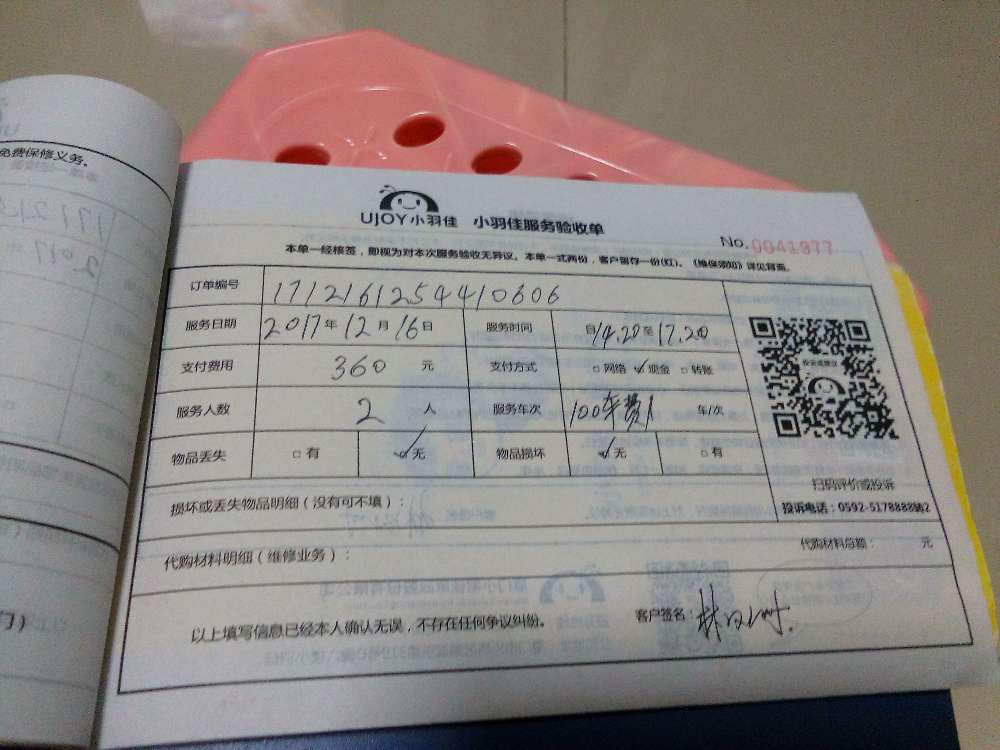 免费保修义务。
UJOY小羽佳 小羽佳服务验收单
No.0041977
本单一经核签，即视为对本次服务验收无异议。本单一式两份，客户留存一份(红)。《维保须知》详见背面。
订单编号 1712161254410606
服务日期 2017年12月16日 服务时间 自14.20至17.20
支付费用 360 元 支付方式 □网络 ✓现金 □转账
服务人数 2 人 服务车次 100车费1 车/次
物品丢失 □有 ✓无 物品损坏 ✓无 □有
扫码评价或投诉
投诉电话：0592-5178888转2
损坏或丢失物品明细（没有可不填）：
代购材料明细（维修业务）： 代购材料总额： 元
以上填写信息已经本人确认无误，不存在任何争议纠纷。 客户签名：